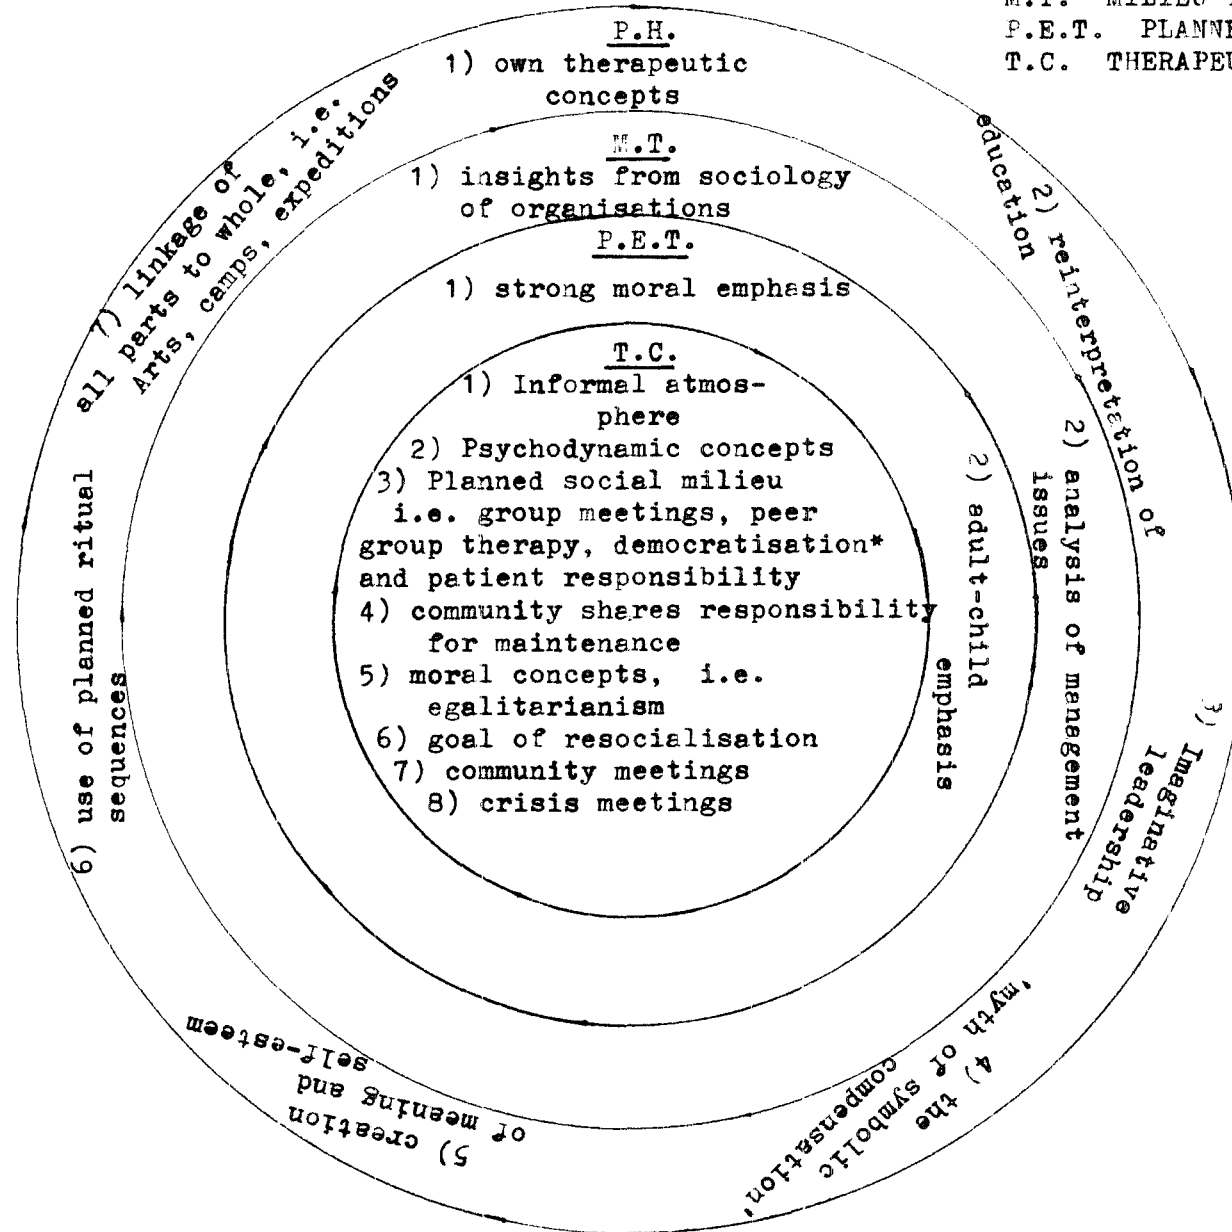 M.T. MILIEU
P.E.T. PLANNE
T.C. THERAPEU
P.H.
1) own therapeutic
concepts
M.T.
1) insights from sociology
of organisations
P.E.T.
1) strong moral emphasis
T.C.
1) Informal atmos-
phere
2) Psychodynamic concepts
3) Planned social milieu
i.e. group meetings, peer
group therapy, democratisation*
and patient responsibility
4) community shares responsibility
for maintenance
5) moral concepts, i.e.
egalitarianism
6) goal of resocialisation
7) community meetings
8) crisis meetings
2) adult-child
emphasis
2) analysis of management
issues
2) reinterpretation of
education
3) Imaginative
leadership
4) the
'myth of symbolic
compensation'
5) creation
of meaning and
self-esteem
6) use of planned ritual
sequences
7) linkage of
all parts to whole, i.e.
Arts, camps, expeditions